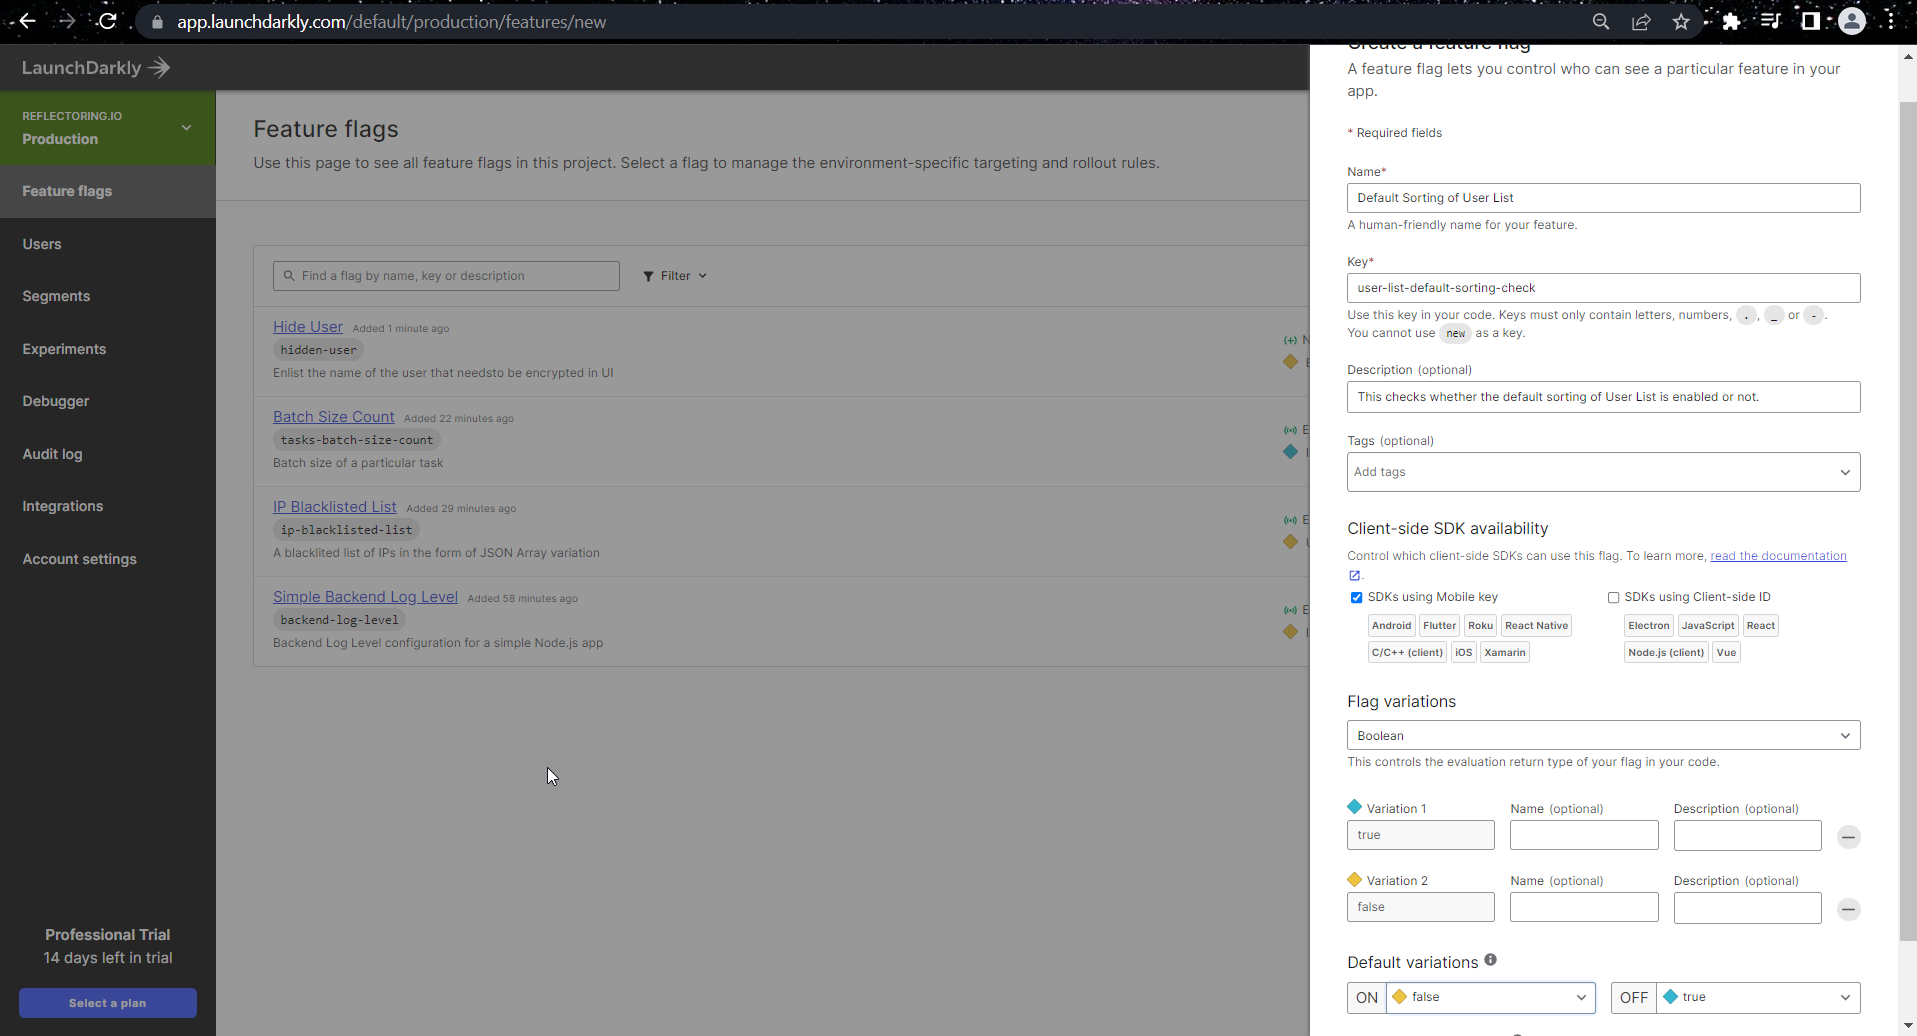 app.launchdarkly.com/default/production/features/new
LaunchDarkly
REFLECTORING.IO
Production
Feature flags
Users
Segments
Experiments
Debugger
Audit log
Integrations
Account settings
Professional Trial
14 days left in trial
Select a plan
Feature flags
Use this page to see all feature flags in this project. Select a flag to manage the environment-specific targeting and rollout rules.
Find a flag by name, key or description
Filter
Hide User Added 1 minute ago
hidden-user
Enlist the name of the user that needsto be encrypted in UI
Batch Size Count Added 22 minutes ago
tasks-batch-size-count
Batch size of a particular task
IP Blacklisted List Added 29 minutes ago
ip-blacklisted-list
A blacklited list of IPs in the form of JSON Array variation
Simple Backend Log Level Added 58 minutes ago
backend-log-level
Backend Log Level configuration for a simple Node.js app
Create a feature flag
A feature flag lets you control who can see a particular feature in your
app.
* Required fields
Name*
Default Sorting of User List
A human-friendly name for your feature.
Key*
user-list-default-sorting-check
Use this key in your code. Keys must only contain letters, numbers, . , _ or - .
You cannot use new as a key.
Description (optional)
This checks whether the default sorting of User List is enabled or not.
Tags (optional)
Add tags
Client-side SDK availability
Control which client-side SDKs can use this flag. To learn more, read the documentation
.
SDKs using Mobile key
Android Flutter Roku React Native
C/C++ (client) iOS Xamarin
SDKs using Client-side ID
Electron JavaScript React
Node.js (client) Vue
Flag variations
Boolean
This controls the evaluation return type of your flag in your code.
Variation 1 Name (optional) Description (optional)
true
Variation 2 Name (optional) Description (optional)
false
Default variations
ON false OFF true